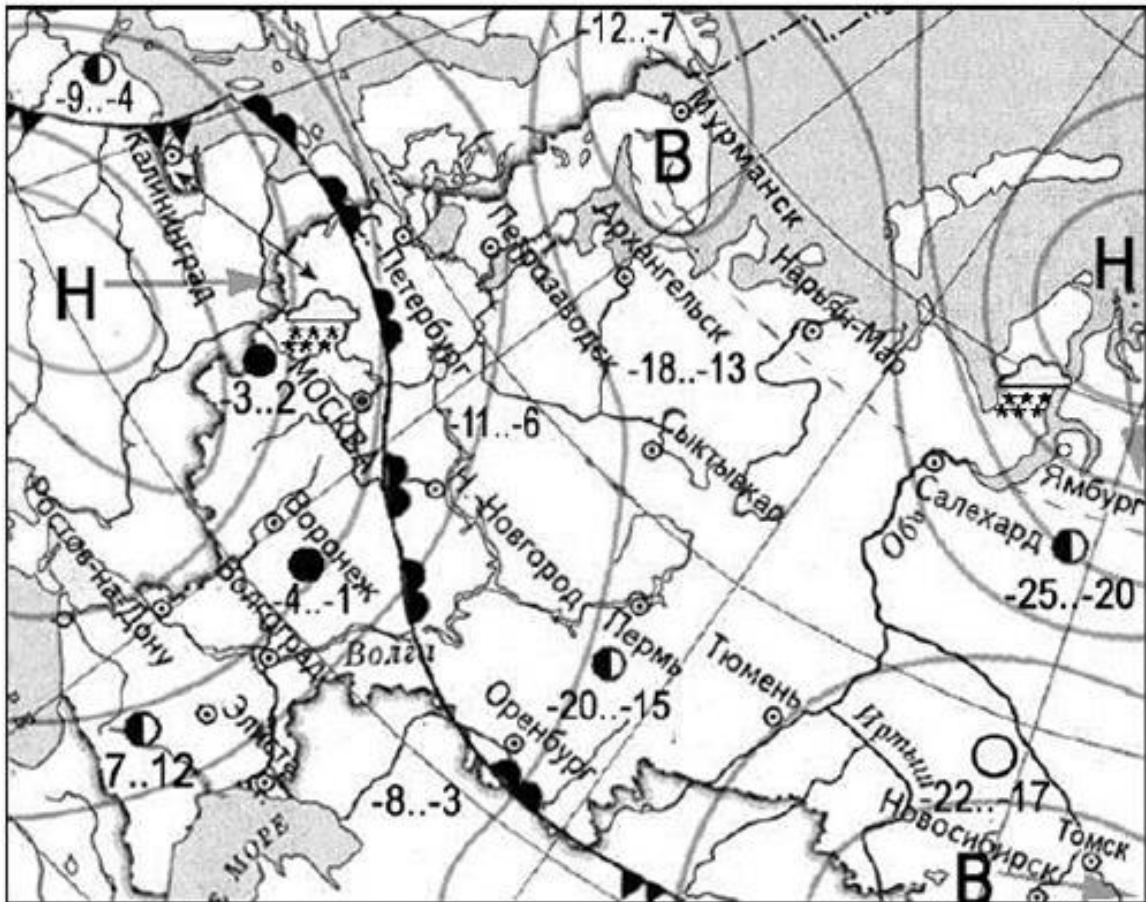 -12..-7
-9..-4
Мурманск
В
Калининград
Архангельск
Петрозаводск
Нарьян-Мар
Н
Н
Петербург
-18..-13
-3..2
МОСКВА
-11..-6
Сыктывкар
Ямбург
Салехард
Обь
Н.-Новгород
Воронеж
Ростов-на-Дону
Волгоград
-4..-1
-25..-20
Волга
Пермь
Тюмень
Оренбург
-20..-15
Элиста
7..12
-8..-3
Иртыш
-22..-17
Новосибирск
Томск
В
МОРЕ